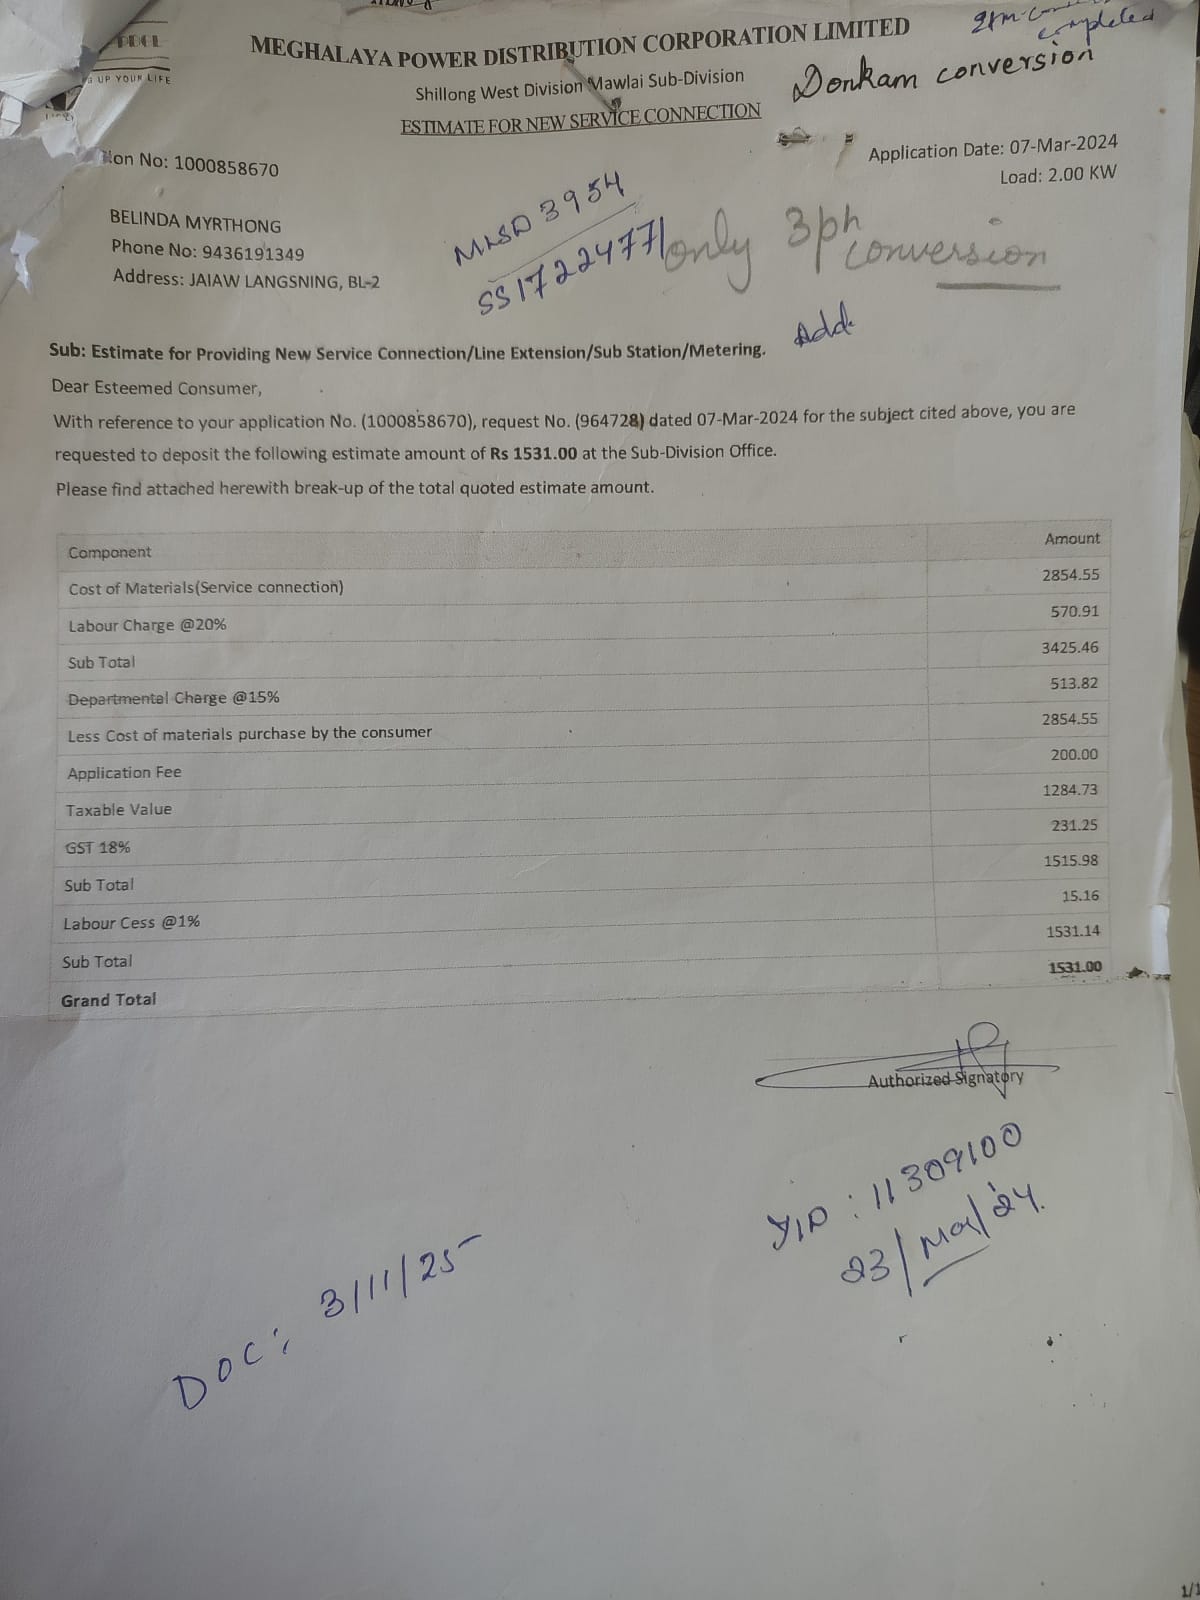 MEGHALAYA POWER DISTRIBUTION CORPORATION LIMITED
completed
UP YOUR LIFE
Shillong West Division Mawlai Sub-Division
Donkam conversion
ESTIMATE FOR NEW SERVICE CONNECTION
No: 1000858670
Application Date: 07-Mar-2024
Load: 2.00 KW
BELINDA MYRTHONG
Phone No: 9436191349
Address: JAIAW LANGSNING, BL-2
MLSD 3954
SS17224771
only 3ph
conversion
Add
Sub: Estimate for Providing New Service Connection/Line Extension/Sub Station/Metering.
Dear Esteemed Consumer,
With reference to your application No. (1000858670), request No. (964728) dated 07-Mar-2024 for the subject cited above, you are
requested to deposit the following estimate amount of Rs 1531.00 at the Sub-Division Office.
Please find attached herewith break-up of the total quoted estimate amount.
Component Amount
Cost of Materials(Service connection) 2854.55
Labour Charge @20% 570.91
Sub Total 3425.46
Departmental Charge @15% 513.82
Less Cost of materials purchase by the consumer 2854.55
Application Fee 200.00
Taxable Value 1284.73
GST 18% 231.25
Sub Total 1515.98
Labour Cess @1% 15.16
Sub Total 1531.14
Grand Total 1531.00
Authorized Signatory
: 11309100
23/ /24.
DOC: 3/11/25
1/1